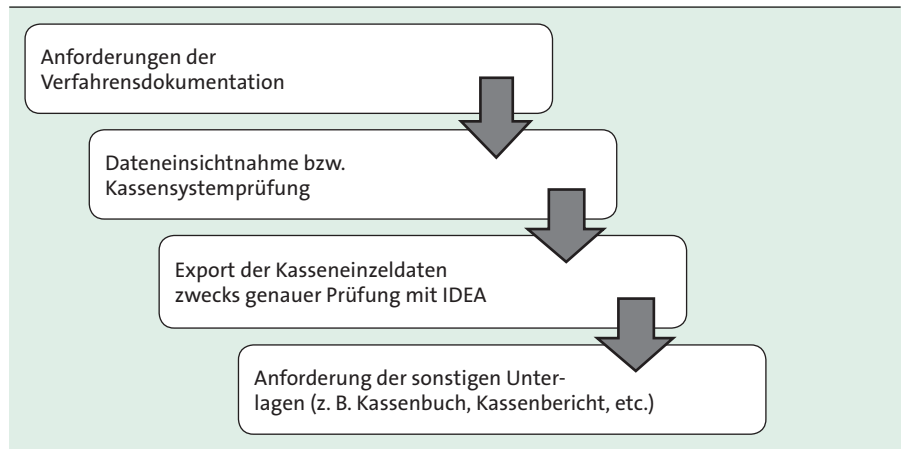 Anforderungen der
Verfahrensdokumentation
Dateneinsichtnahme bzw.
Kassensystemprüfung
Export der Kasseneinzeldaten
zwecks genauer Prüfung mit IDEA
Anforderung der sonstigen Unter-
lagen (z. B. Kassenbuch, Kassenbericht, etc.)